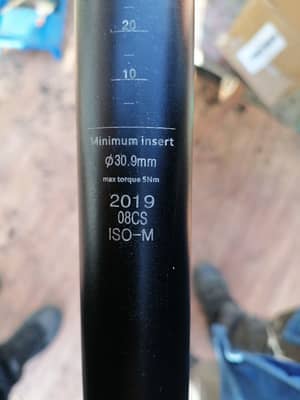 20
10
Minimum insert
ø30.9mm
max torque 5Nm
2019
08CS
ISO-M